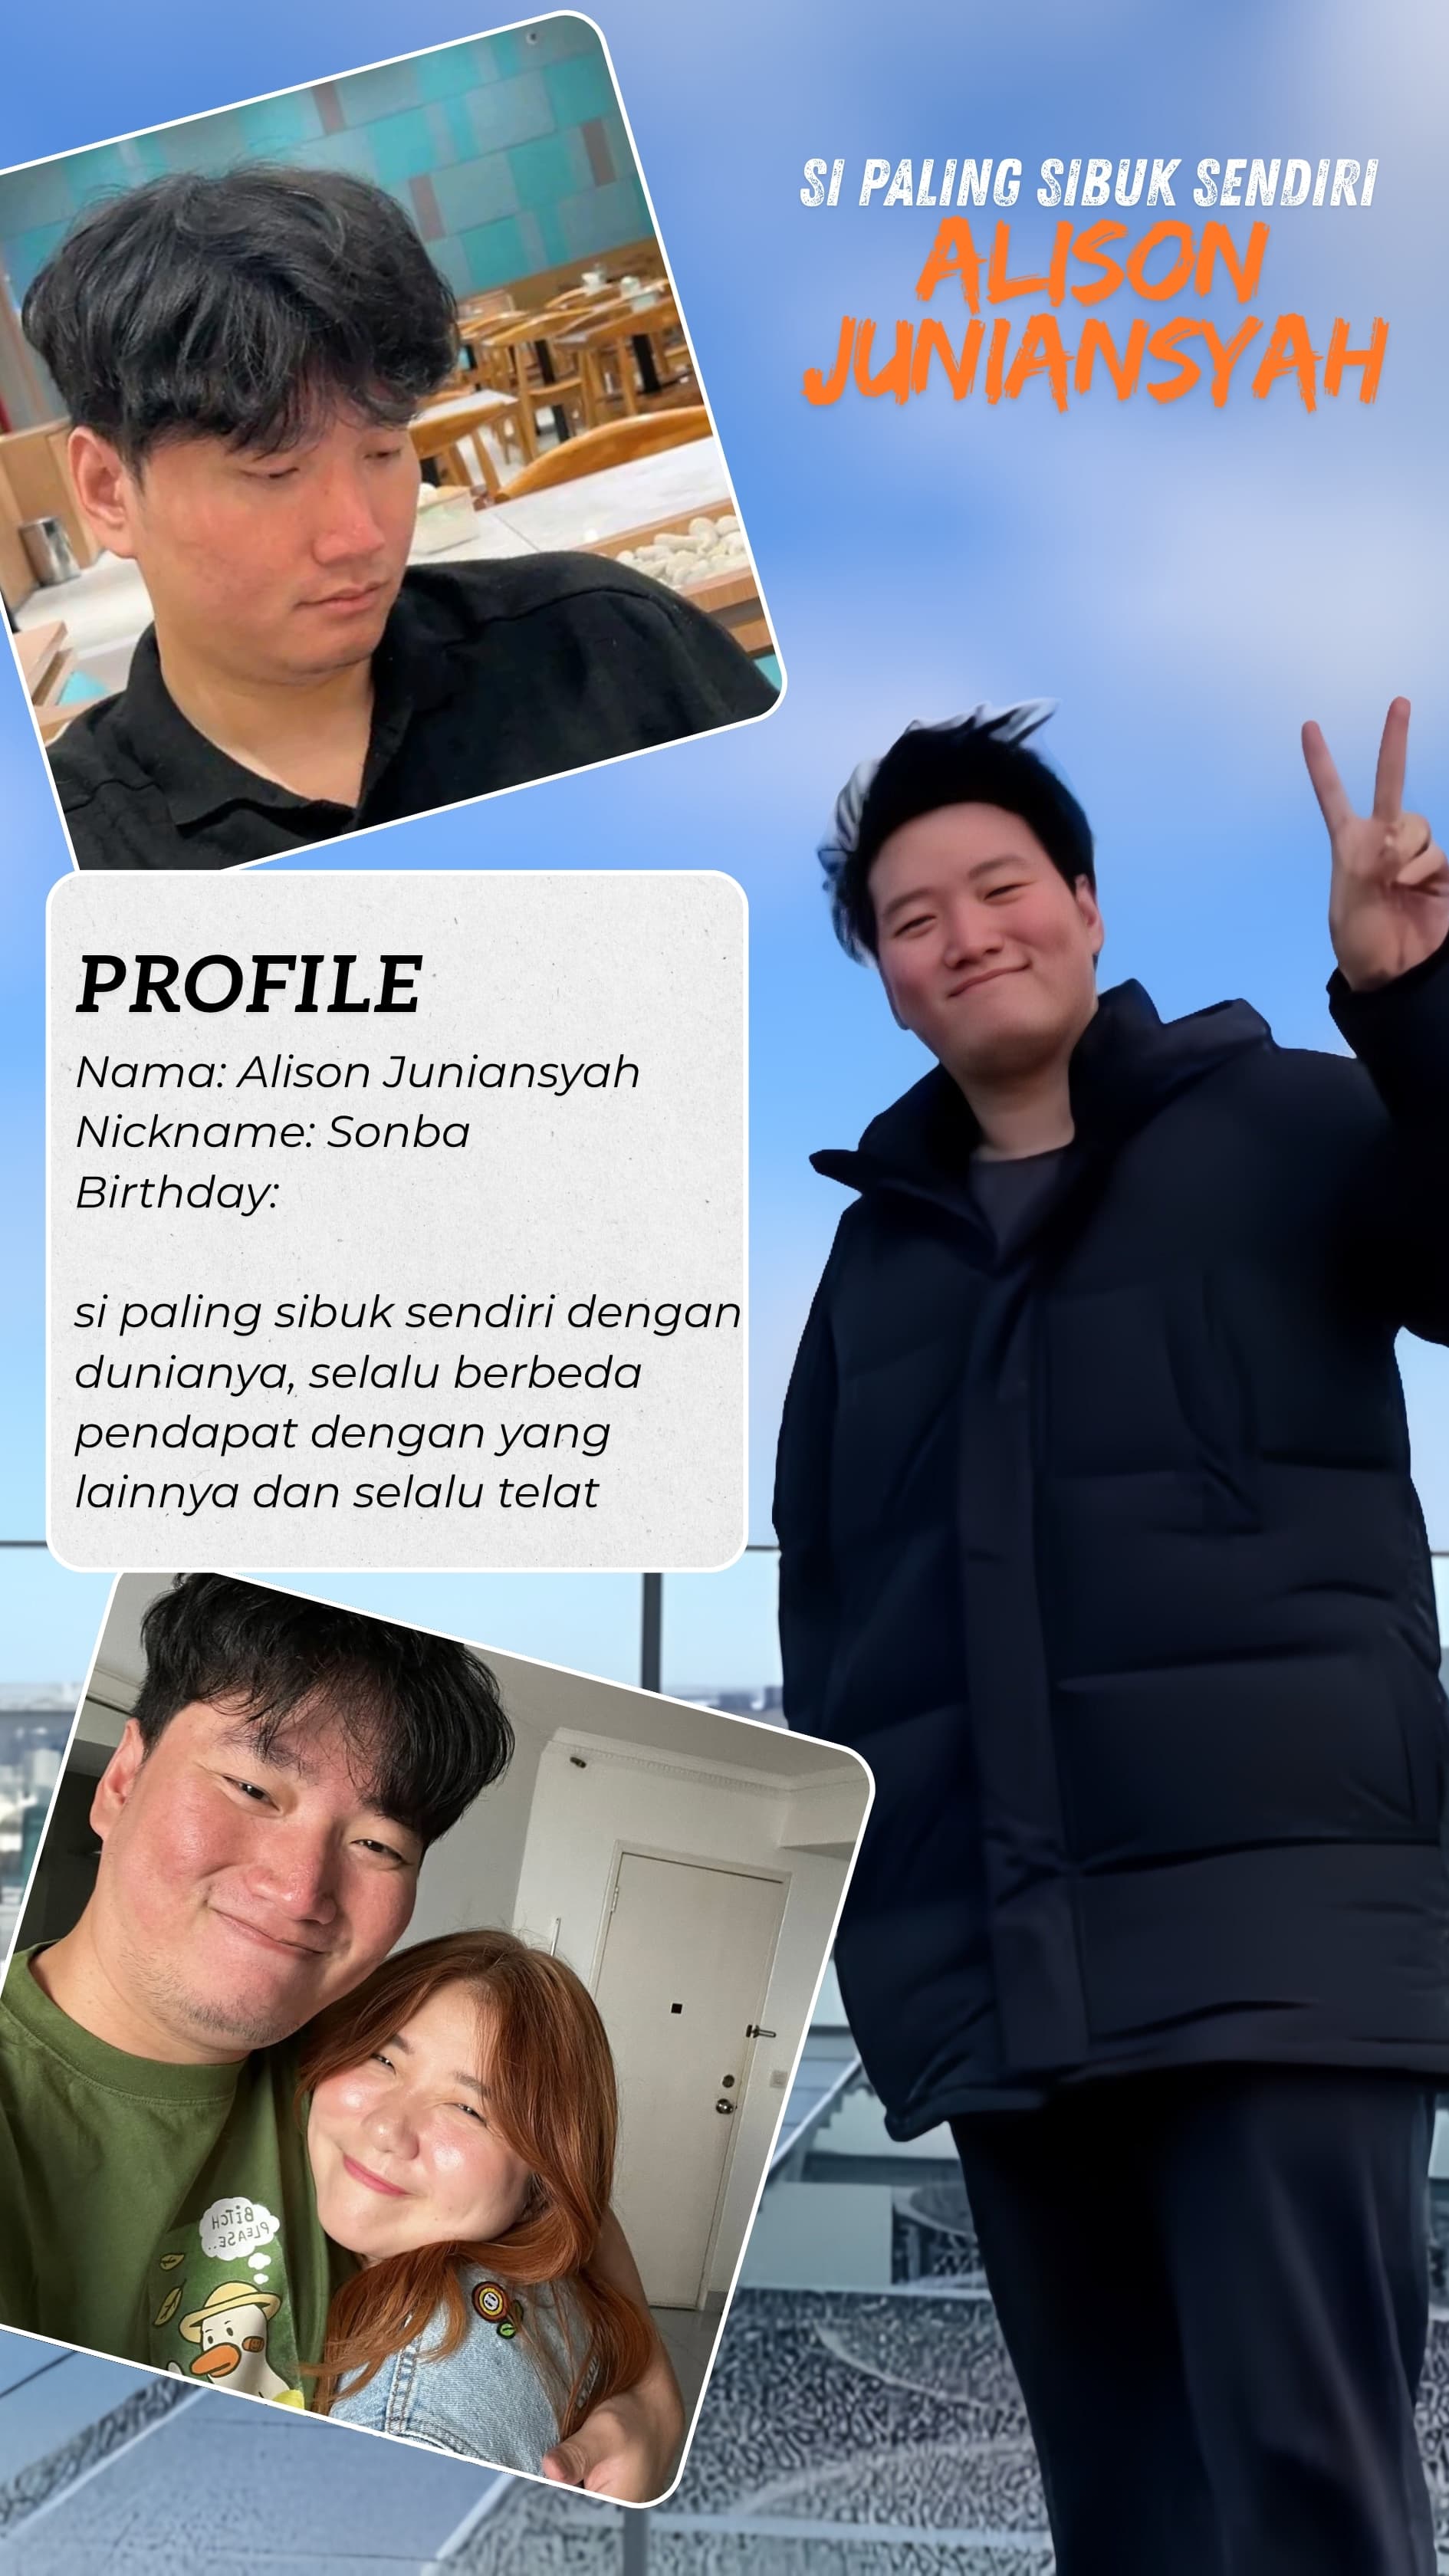 SI PALING SIBUK SENDIRI
ALISON
JUNIANSYAH
PROFILE
Nama: Alison Juniansyah
Nickname: Sonba
Birthday:
si paling sibuk sendiri dengan
dunianya, selalu berbeda
pendapat dengan yang
lainnya dan selalu telat
BITCH
PLEASE..